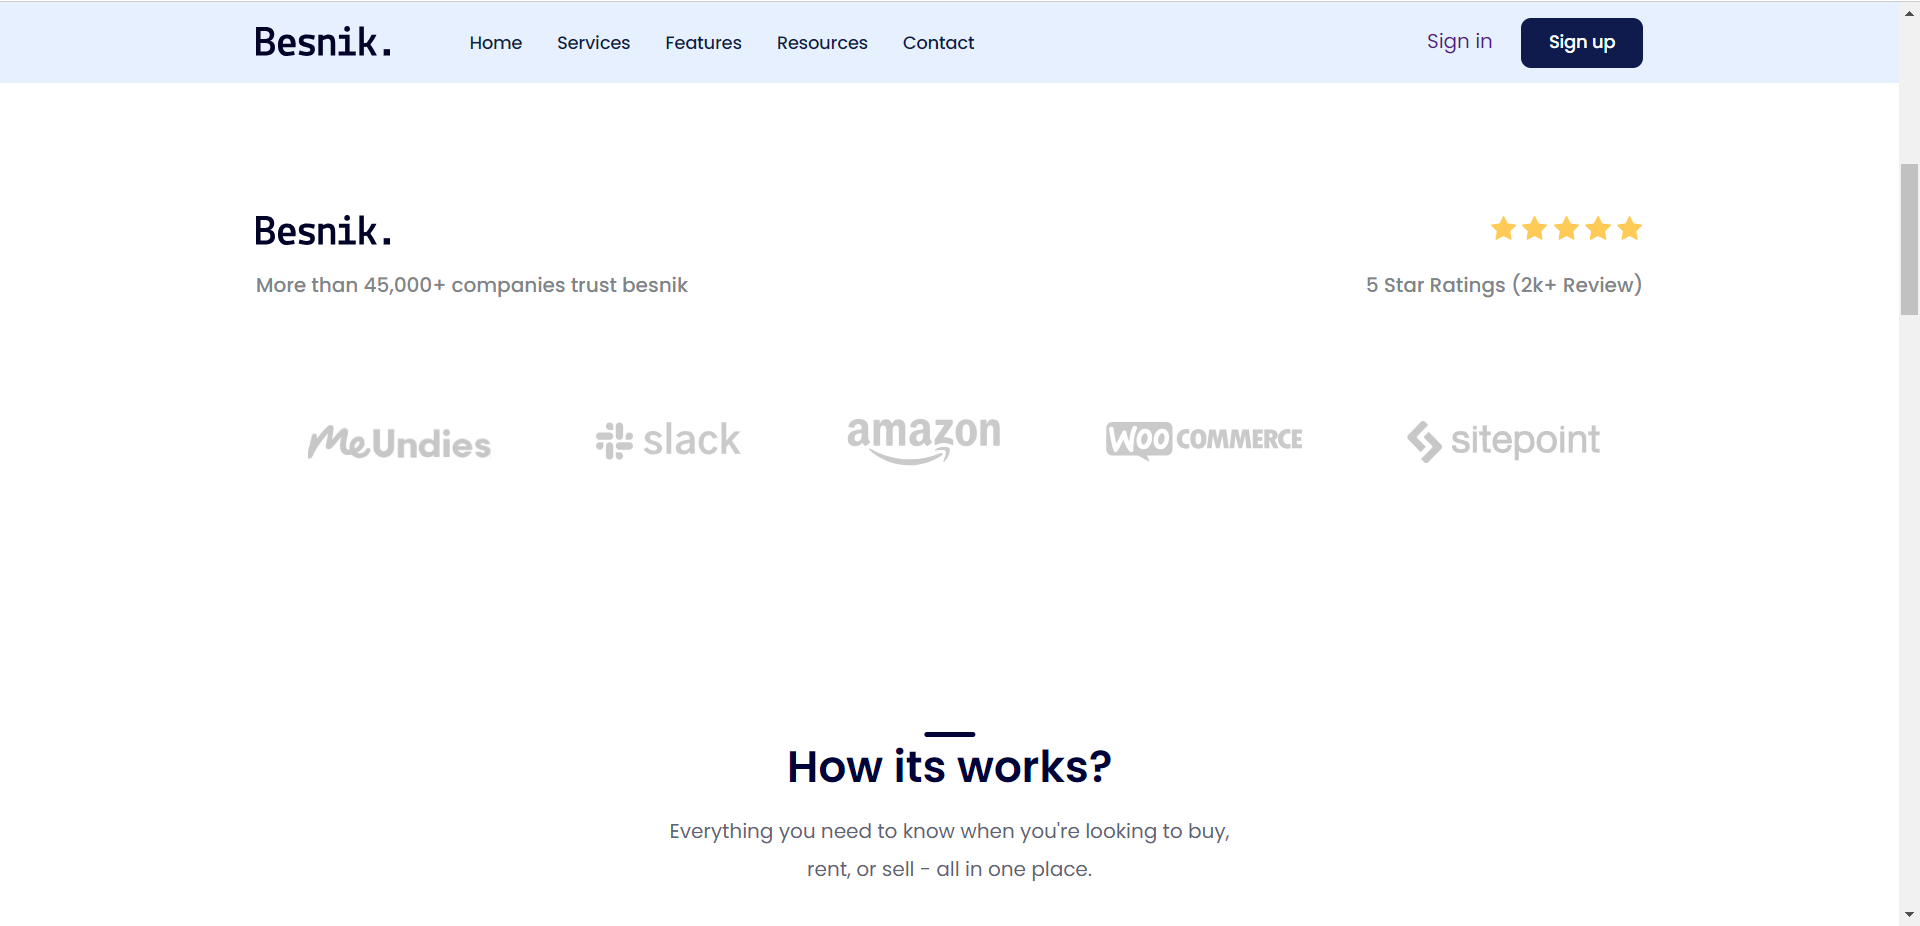 Besnik. Home Services Features Resources Contact Sign in Sign up
Besnik.
More than 45,000+ companies trust besnik
5 Star Ratings (2k+ Review)
MeUndies slack amazon WOO COMMERCE sitepoint
How its works?
Everything you need to know when you're looking to buy,
rent, or sell - all in one place.